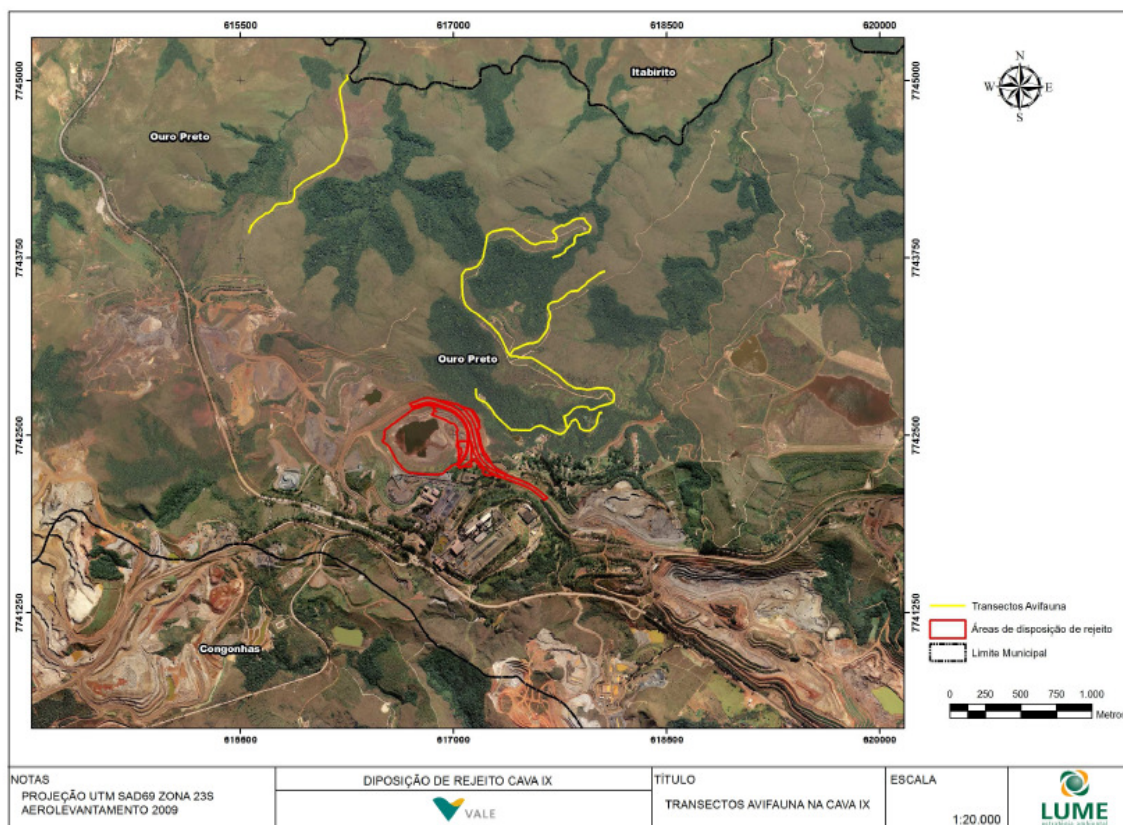 615500 617000 618500 620000
7745000
7743750
7742500
7741250
7745000
7743750
7742500
7741250
Itabirito
Ouro Preto
Ouro Preto
Congonhas
615500 617000 618500 620000
N
W E
S
Transectos Avifauna
Áreas de disposição de rejeito
Limite Municipal
0 250 500 750 1.000
Metros
NOTAS
PROJEÇÃO UTM SAD69 ZONA 23S
AEROLEVANTAMENTO 2009
DIPOSIÇÃO DE REJEITO CAVA IX
VALE
TÍTULO
TRANSECTOS AVIFAUNA NA CAVA IX
ESCALA
1:20.000
LUME
estratégia ambiental